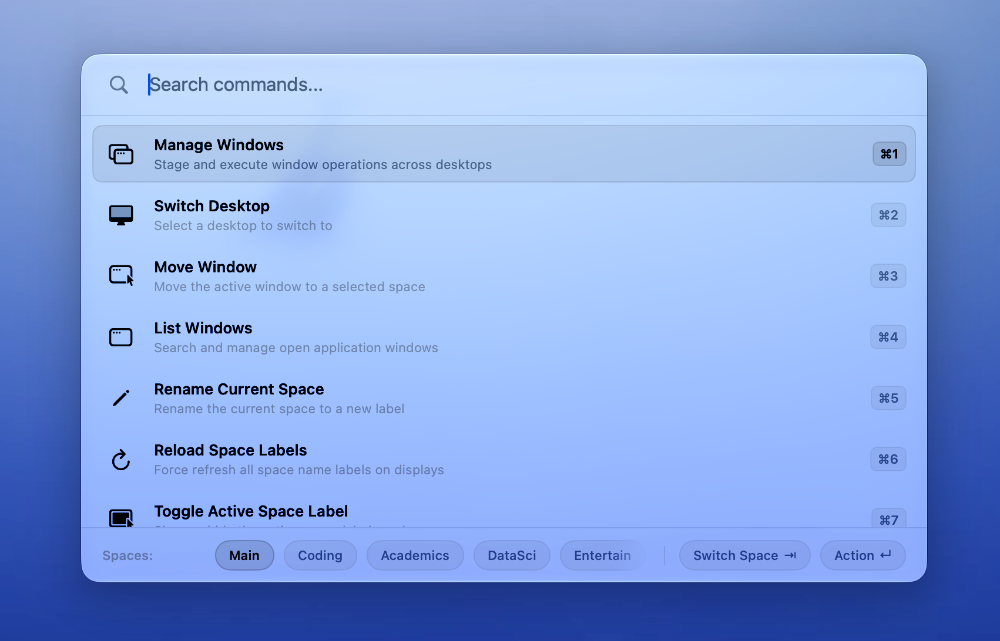 Search commands...
Manage Windows
Stage and execute window operations across desktops
⌘1
Switch Desktop
Select a desktop to switch to
⌘2
Move Window
Move the active window to a selected space
⌘3
List Windows
Search and manage open application windows
⌘4
Rename Current Space
Rename the current space to a new label
⌘5
Reload Space Labels
Force refresh all space name labels on displays
⌘6
Toggle Active Space Label
⌘7
Spaces: Main Coding Academics DataSci Entertain Switch Space ⇥ Action ↵